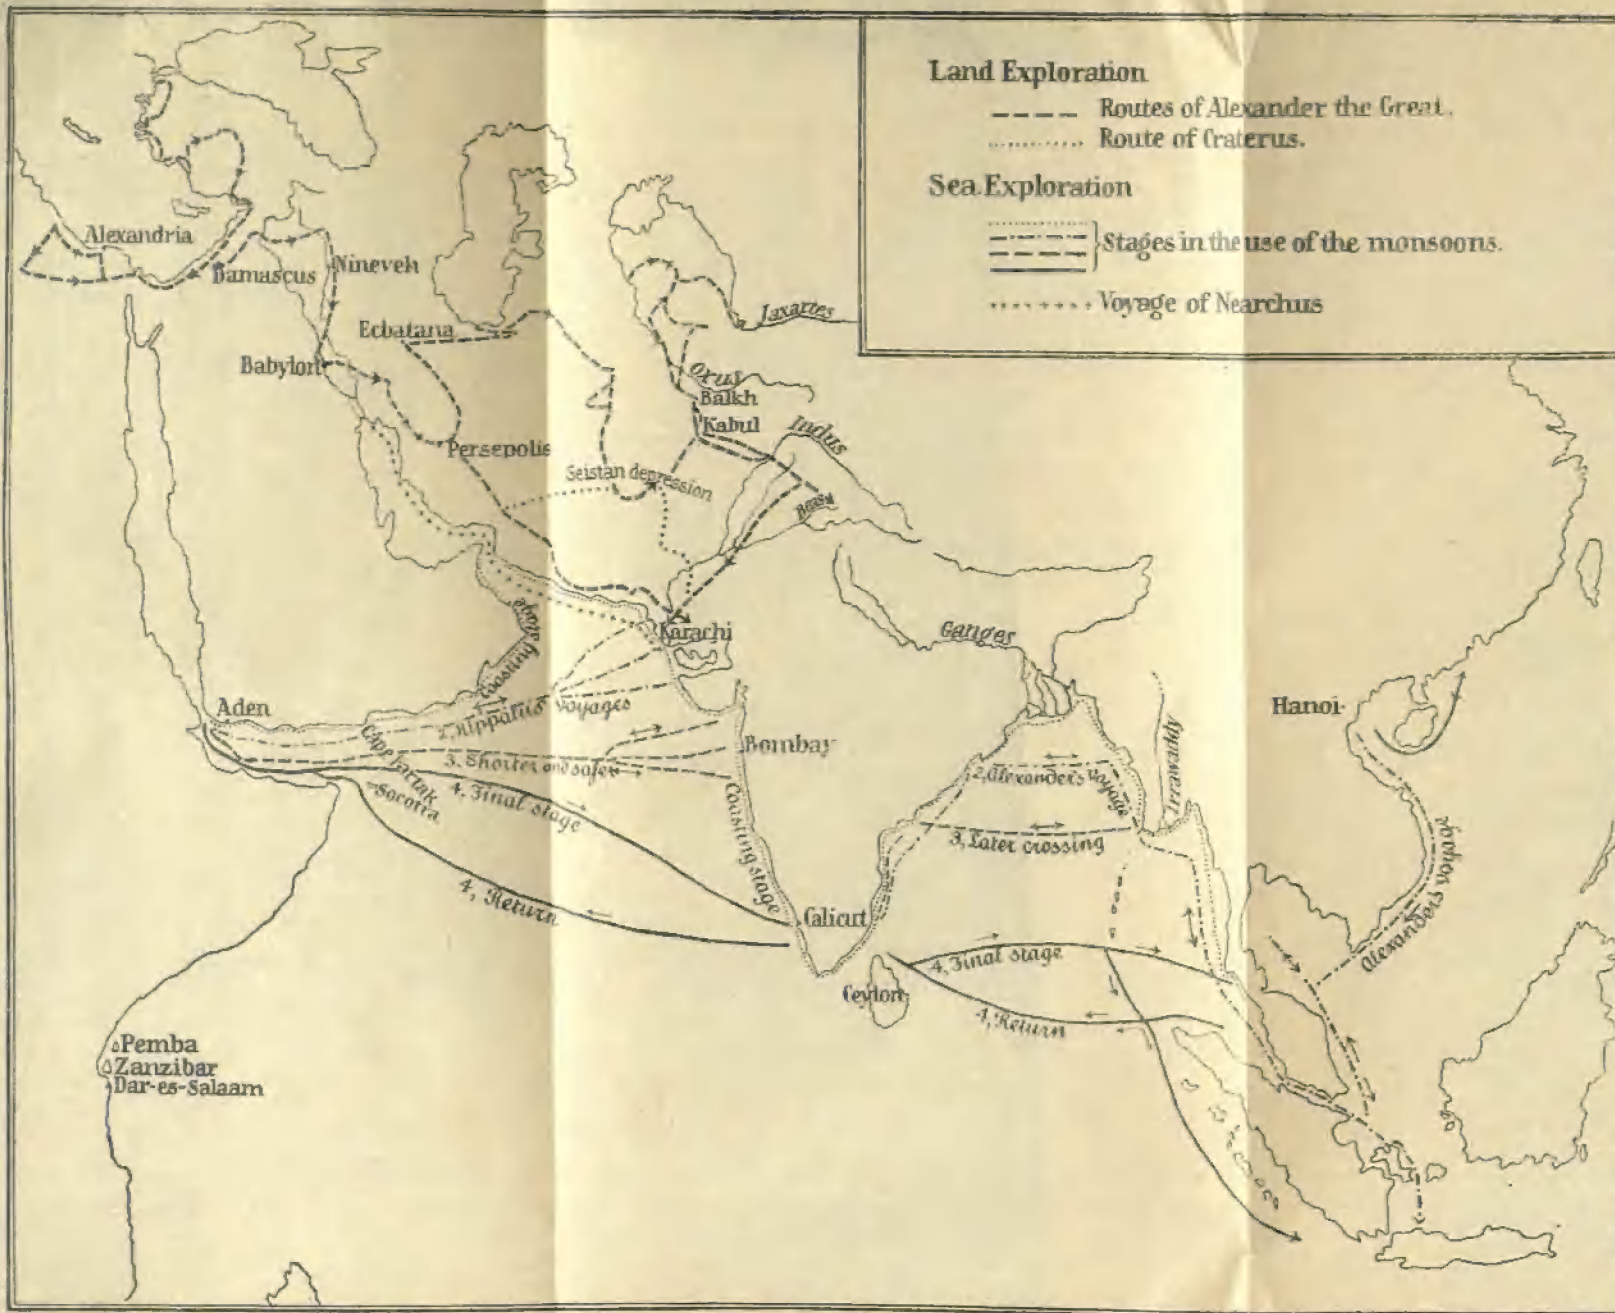 Land Exploration
Routes of Alexander the Great.
Route of Craterus.
Sea Exploration
Stages in the use of the monsoons.
Voyage of Nearchus
Alexandria
Damascus
Nineveh
Ecbatana
Babylon
Jaxartes
Oxus
Balkh
Kabul
Indus
Persepolis
Seistan depression
Beas
Karachi
Ganges
Coasting stage
Aden
2, Hippalus voyages
Cape Fartak
Bombay
3, Shorter and safer
Socotra
4, Final stage
Coasting stage
4, Return
Calicut
Ceylon
Irrawaddy
Hanoi
2, Alexander's Voyage
3, Later crossing
Alexander's voyage
4, Final stage
4, Return
Pemba
Zanzibar
Dar-es-Salaam